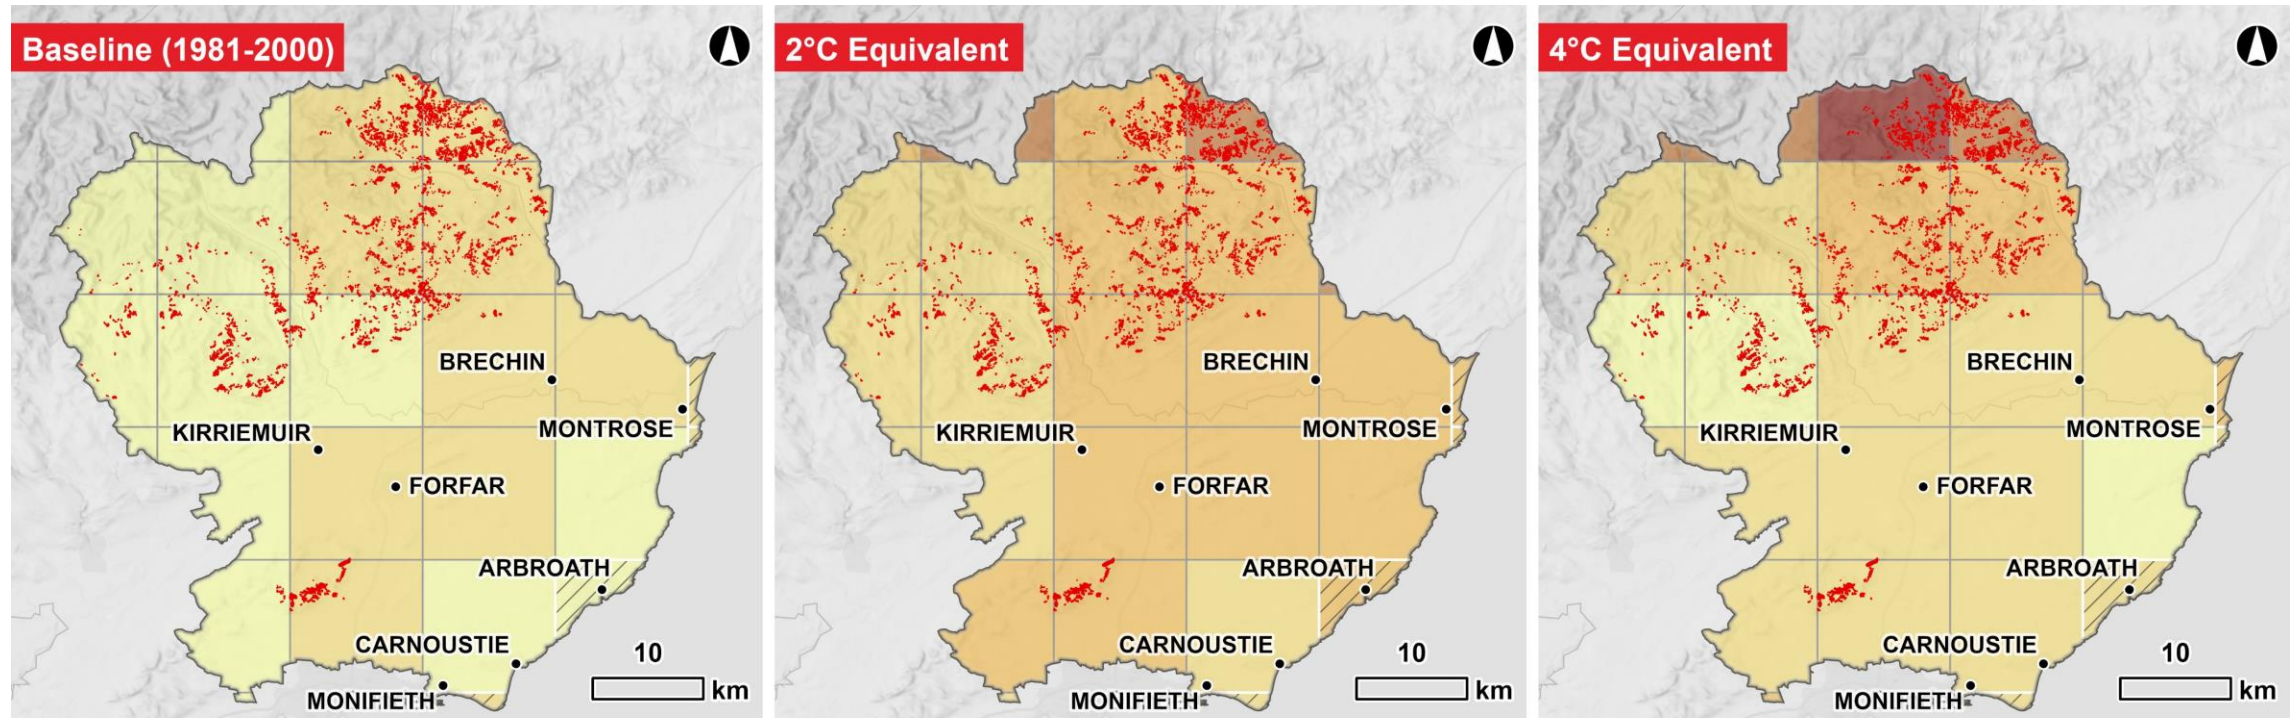 Baseline (1981-2000)
BRECHIN
MONTROSE
KIRRIEMUIR
FORFAR
ARBROATH
CARNOUSTIE
MONIFIETH
10
km
2°C Equivalent
BRECHIN
MONTROSE
KIRRIEMUIR
FORFAR
ARBROATH
CARNOUSTIE
MONIFIETH
10
km
4°C Equivalent
BRECHIN
MONTROSE
KIRRIEMUIR
FORFAR
ARBROATH
CARNOUSTIE
MONIFIETH
10
km